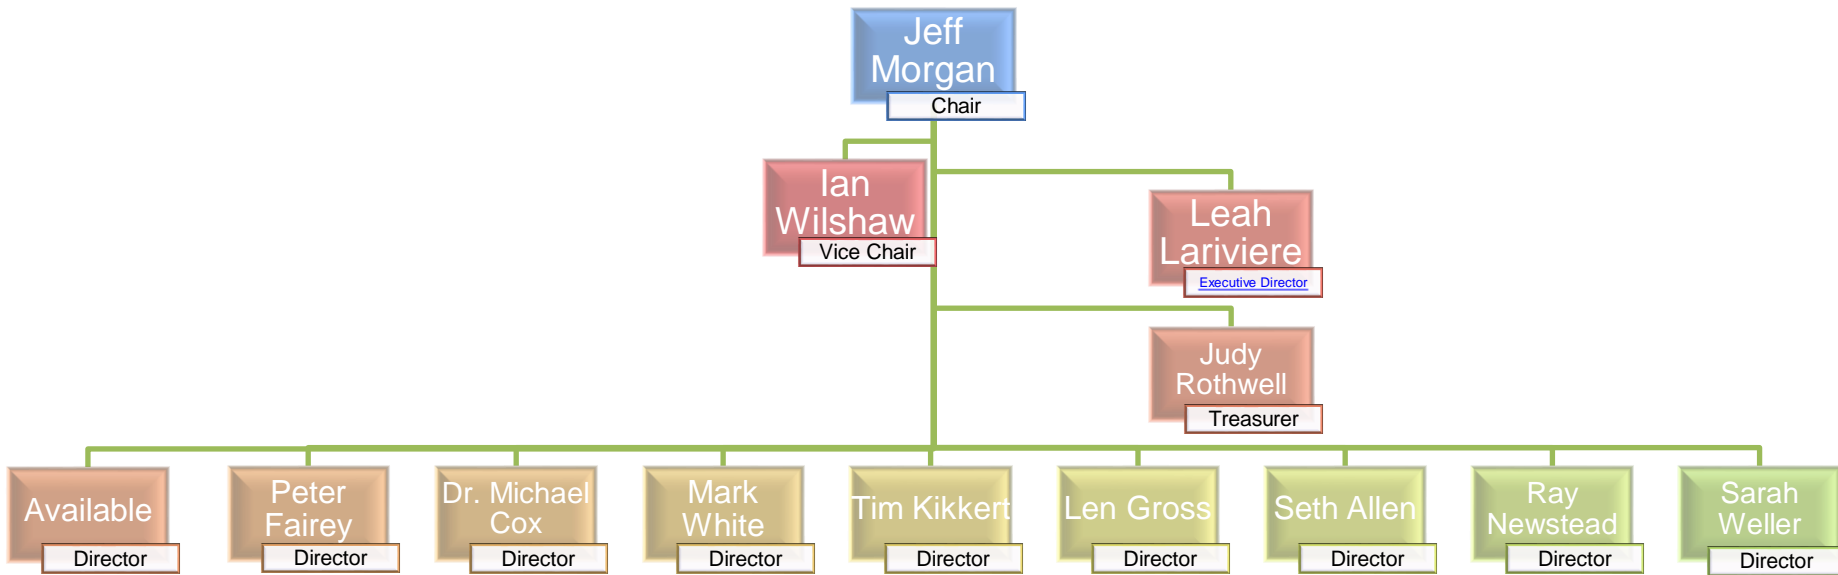 Jeff
Morgan
Chair
Ian
Wilshaw
Vice Chair
Leah
Lariviere
Executive Director
Judy
Rothwell
Treasurer
Available
Director
Peter
Fairey
Director
Dr. Michael
Cox
Director
Mark
White
Director
Tim Kikkert
Director
Len Gross
Director
Seth Allen
Director
Ray
Newstead
Director
Sarah
Weller
Director